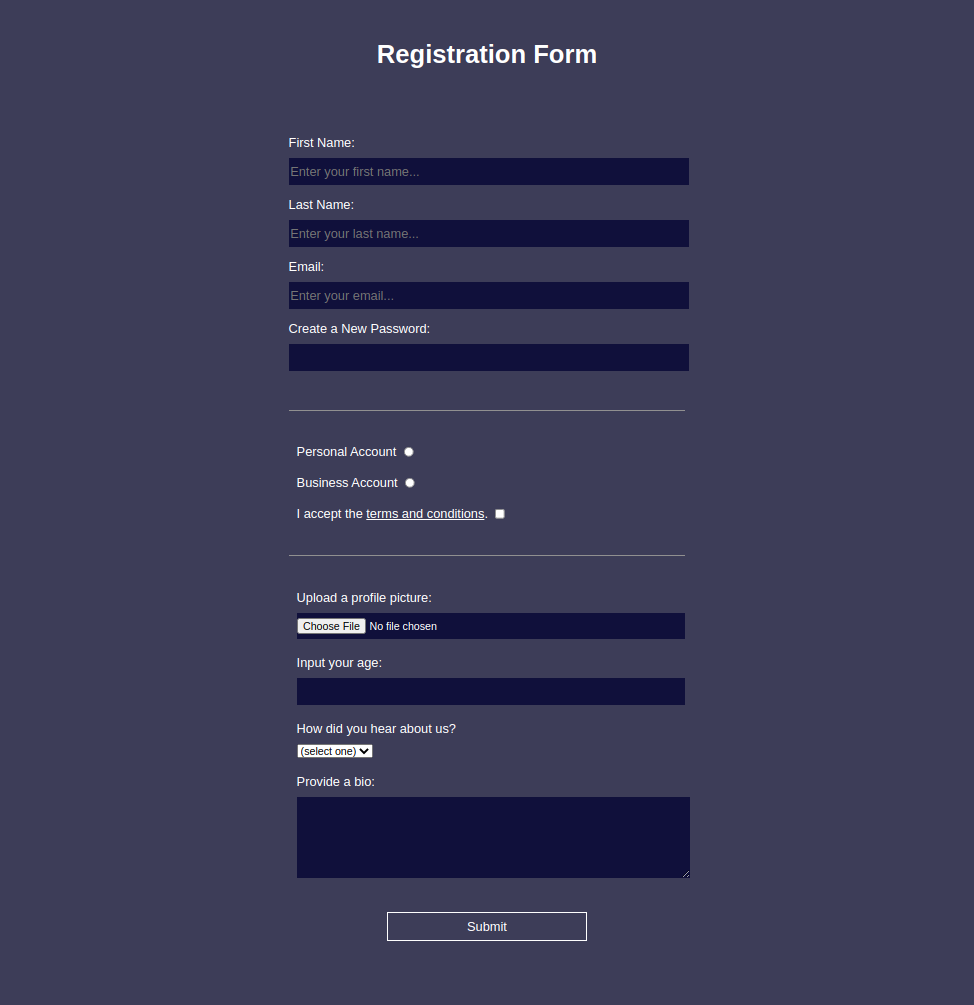 Registration Form
First Name:
Enter your first name...
Last Name:
Enter your last name...
Email:
Enter your email...
Create a New Password:
Personal Account
Business Account
I accept the terms and conditions.
Upload a profile picture:
Choose File No file chosen
Input your age:
How did you hear about us?
(select one)
Provide a bio:
Submit